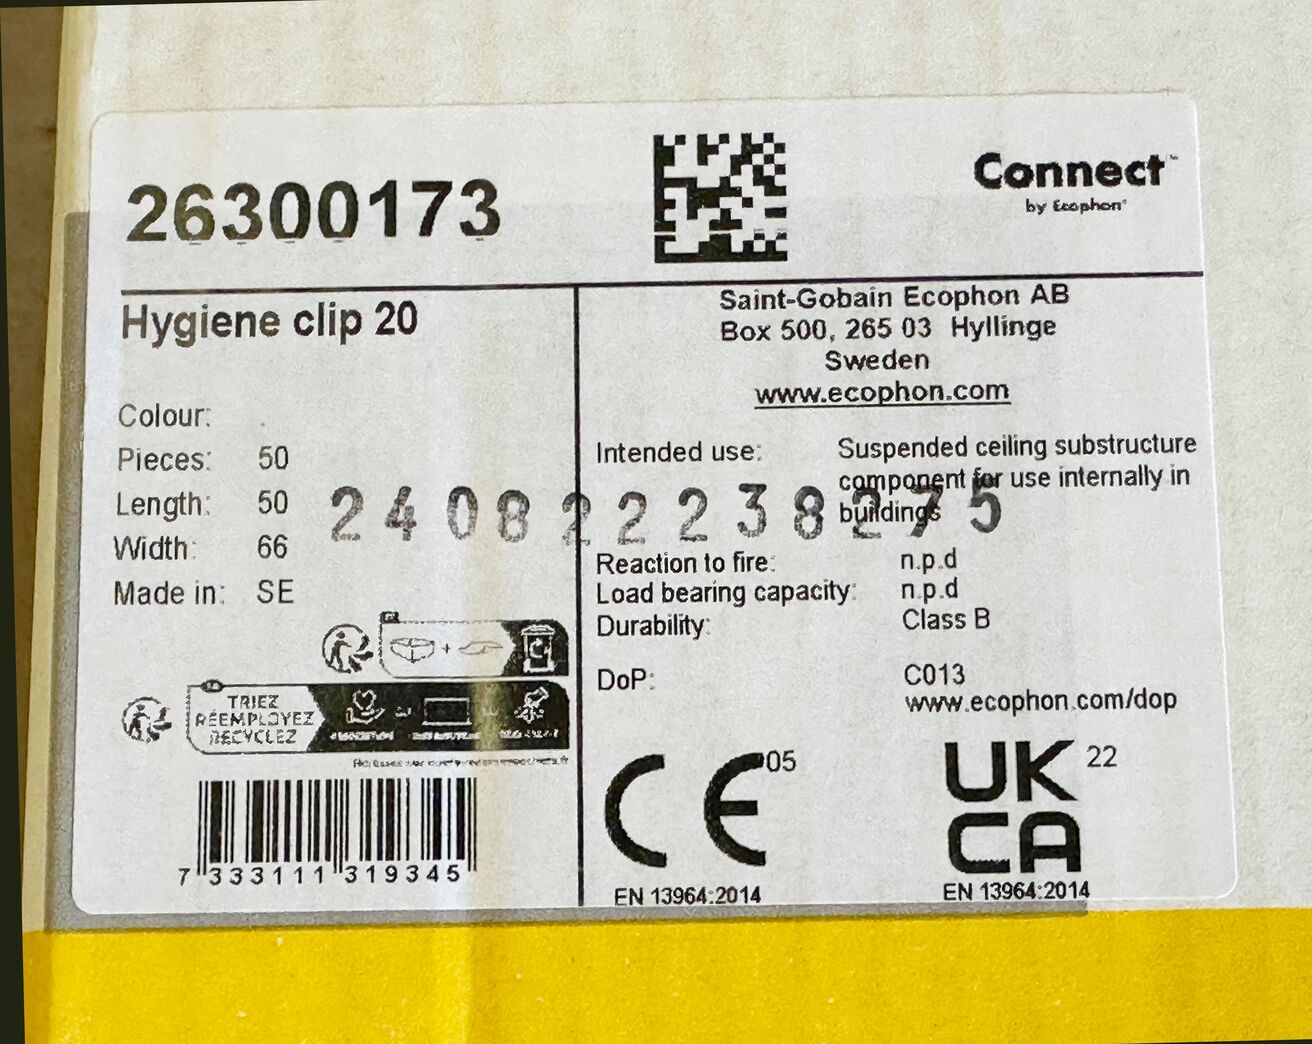 26300173
Connect™
by Ecophon®
Hygiene clip 20
Colour:
Pieces: 50
Length: 50
Width: 66
Made in: SE
240822238275
TRIEZ
RÉEMPLOYEZ
RECYCLEZ
7 333111 319345
Saint-Gobain Ecophon AB
Box 500, 265 03 Hyllinge
Sweden
www.ecophon.com
Intended use: Suspended ceiling substructure
component for use internally in
buildings
Reaction to fire: n.p.d
Load bearing capacity: n.p.d
Durability: Class B
DoP: C013
www.ecophon.com/dop
CE 05
EN 13964:2014
UK 22
CA
EN 13964:2014